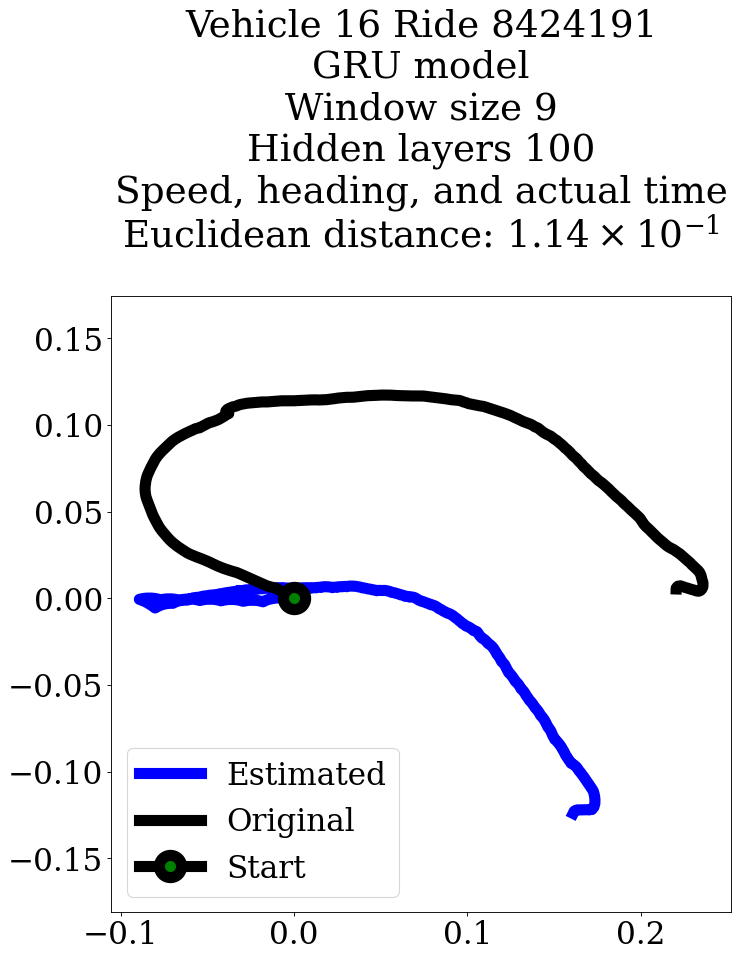 Vehicle 16 Ride 8424191
GRU model
Window size 9
Hidden layers 100
Speed, heading, and actual time
Euclidean distance: 1.14 × 10⁻¹
0.15
0.10
0.05
0.00
−0.05
−0.10
−0.15
Estimated
Original
Start
−0.1
0.0
0.1
0.2